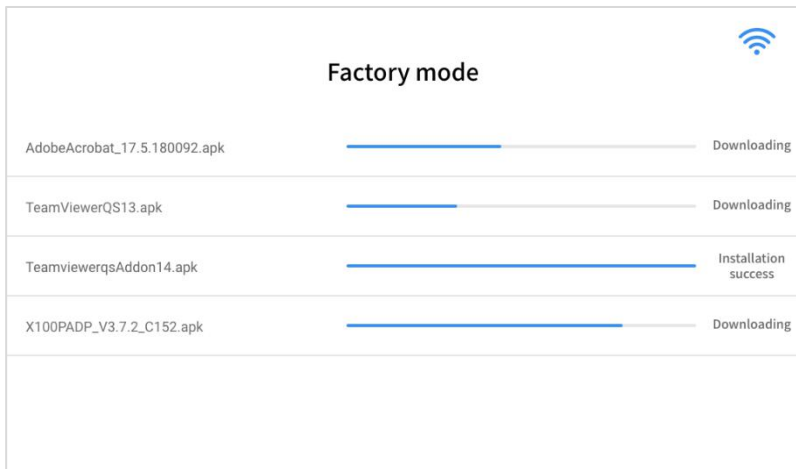 Factory mode
AdobeAcrobat_17.5.180092.apk Downloading
TeamViewerQS13.apk Downloading
TeamviewerqsAddon14.apk Installation
success
X100PADP_V3.7.2_C152.apk Downloading